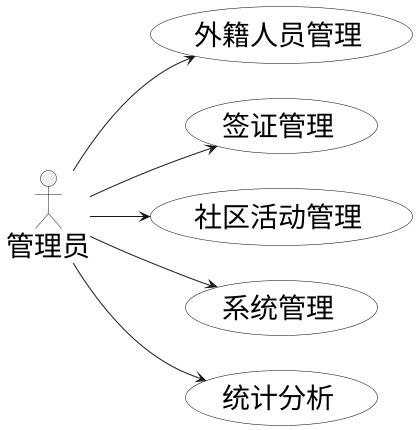 外籍人员管理
签证管理
社区活动管理
管理员
系统管理
统计分析